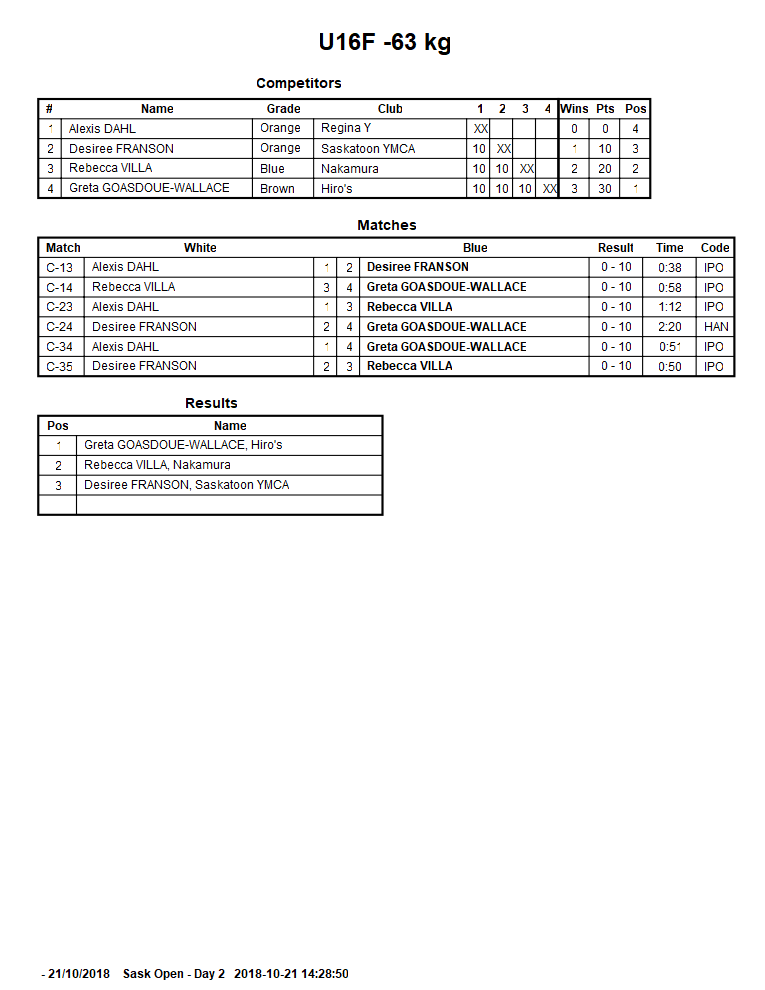 U16F -63 kg
Competitors
# Name Grade Club 1 2 3 4 Wins Pts Pos
1 Alexis DAHL Orange Regina Y XX 0 0 4
2 Desiree FRANSON Orange Saskatoon YMCA 10 XX 1 10 3
3 Rebecca VILLA Blue Nakamura 10 10 XX 2 20 2
4 Greta GOASDOUE-WALLACE Brown Hiro's 10 10 10 XX 3 30 1
Matches
Match White Blue Result Time Code
C-13 Alexis DAHL 1 2 Desiree FRANSON 0 - 10 0:38 IPO
C-14 Rebecca VILLA 3 4 Greta GOASDOUE-WALLACE 0 - 10 0:58 IPO
C-23 Alexis DAHL 1 3 Rebecca VILLA 0 - 10 1:12 IPO
C-24 Desiree FRANSON 2 4 Greta GOASDOUE-WALLACE 0 - 10 2:20 HAN
C-34 Alexis DAHL 1 4 Greta GOASDOUE-WALLACE 0 - 10 0:51 IPO
C-35 Desiree FRANSON 2 3 Rebecca VILLA 0 - 10 0:50 IPO
Results
Pos Name
1 Greta GOASDOUE-WALLACE, Hiro's
2 Rebecca VILLA, Nakamura
3 Desiree FRANSON, Saskatoon YMCA
- 21/10/2018 Sask Open - Day 2 2018-10-21 14:28:50